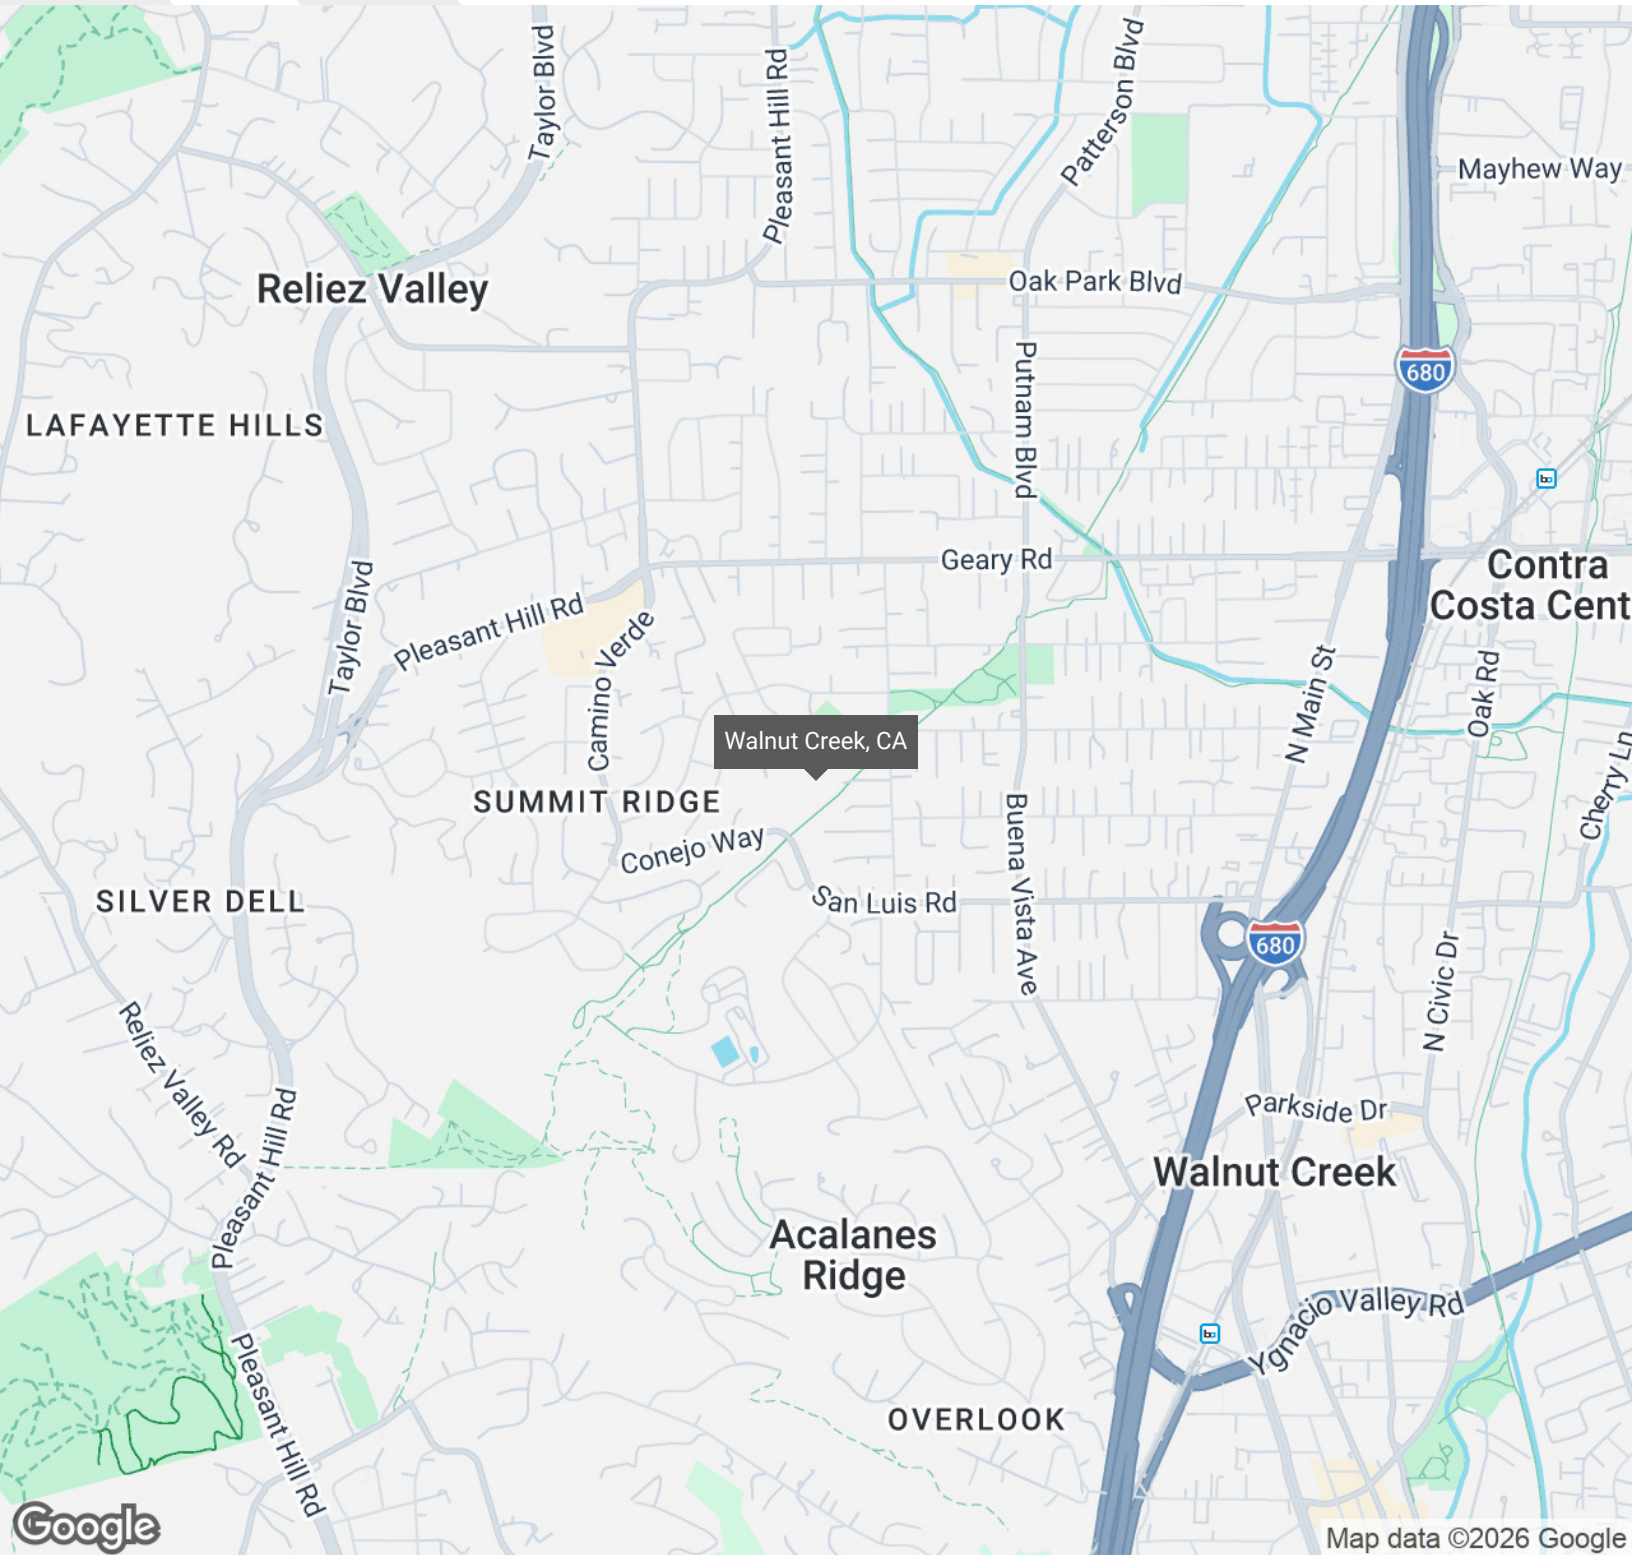 Taylor Blvd
Pleasant Hill Rd
Patterson Blvd
Mayhew Way
Reliez Valley
Oak Park Blvd
680
LAFAYETTE HILLS
Putnam Blvd
Geary Rd
Contra
Costa Cent
Taylor Blvd
Pleasant Hill Rd
Camino Verde
N Main St
Oak Rd
Cherry Ln
Walnut Creek, CA
SUMMIT RIDGE
Conejo Way
Buena Vista Ave
SILVER DELL
San Luis Rd
680
N Civic Dr
Reliez Valley Rd
Pleasant Hill Rd
Parkside Dr
Walnut Creek
Acalanes
Ridge
Ygnacio Valley Rd
Pleasant Hill Rd
OVERLOOK
Google
Map data ©2026 Google